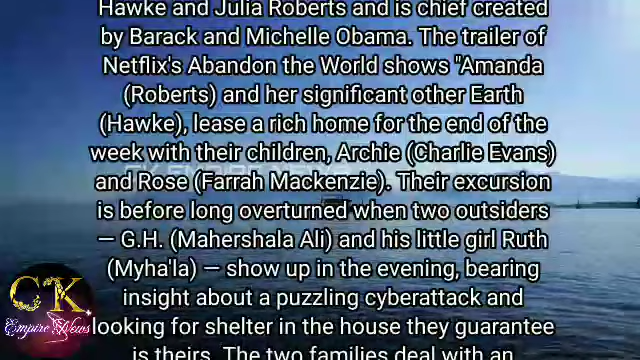 Hawke and Julia Roberts and is chief created
by Barack and Michelle Obama. The trailer of
Netflix's Abandon the World shows "Amanda
(Roberts) and her significant other Earth
(Hawke), lease a rich home for the end of the
week with their children, Archie (Charlie Evans)
and Rose (Farrah Mackenzie). Their excursion
is before long overturned when two outsiders
— G.H. (Mahershala Ali) and his little girl Ruth
(Myha'la) — show up in the evening, bearing
insight about a puzzling cyberattack and
looking for shelter in the house they guarantee
is theirs. The two families deal with an
CK
Empire News